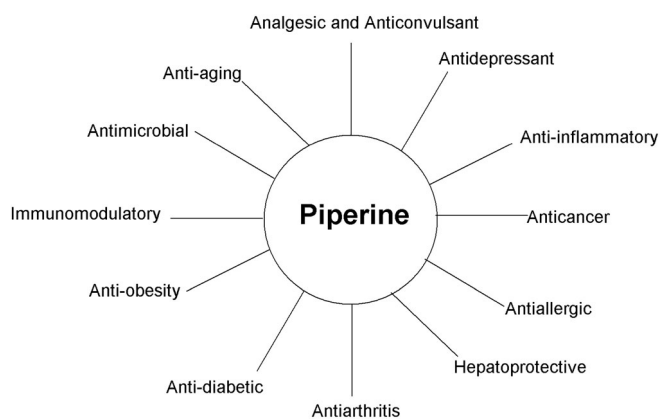 Analgesic and Anticonvulsant
Antidepressant
Anti-aging
Antimicrobial
Anti-inflammatory
Immunomodulatory
Piperine
Anticancer
Anti-obesity
Antiallergic
Hepatoprotective
Anti-diabetic
Antiarthritis